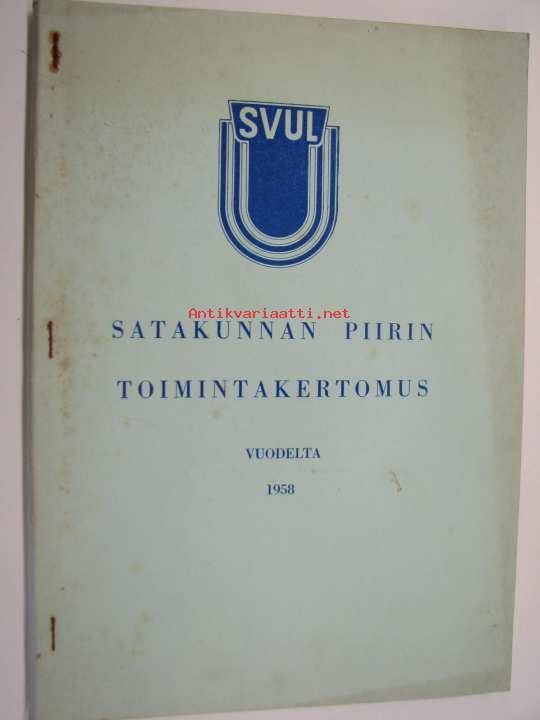 SVUL
Antikvariaatti.net
SATAKUNNAN PIIRIN
TOIMINTAKERTOMUS
VUODELTA
1958